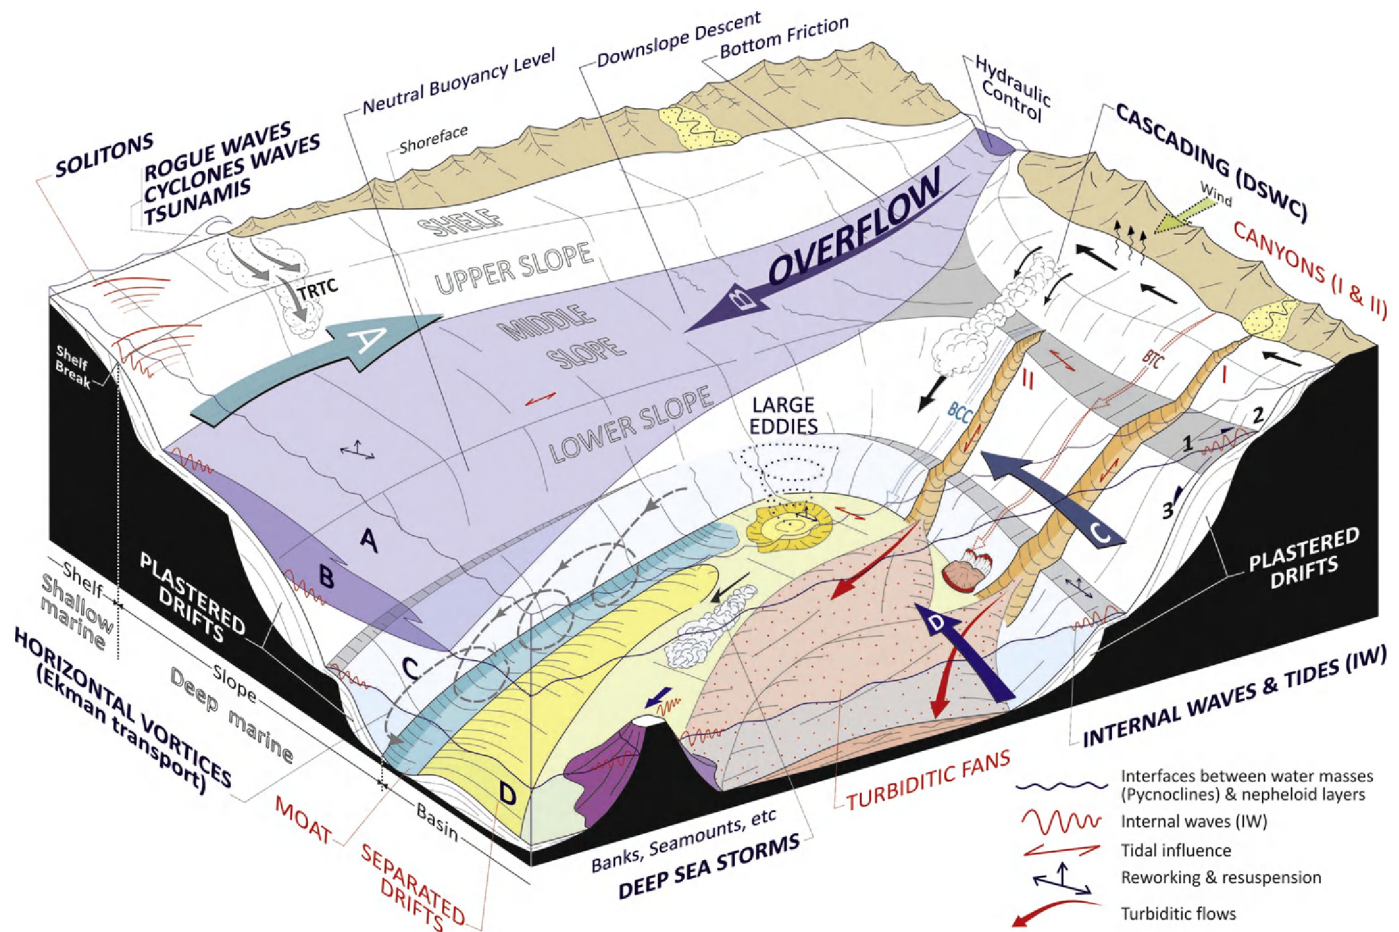 Neutral Buoyancy Level
Downslope Descent
Bottom Friction
Hydraulic
Control
CASCADING (DSWC)
Wind
CANYONS (I & II)
SOLITONS
ROGUE WAVES
CYCLONES WAVES
TSUNAMIS
Shoreface
SHELF
UPPER SLOPE
MIDDLE
SLOPE
LOWER SLOPE
OVERFLOW
B
A
TRTC
Shelf
Break
LARGE
EDDIES
BCC
BTC
II
I
1
2
3
C
D
A
B
C
D
PLASTERED
DRIFTS
PLASTERED
DRIFTS
Shelf
Shallow
marine
Slope
Deep marine
Basin
HORIZONTAL VORTICES
(Ekman transport)
MOAT
SEPARATED
DRIFTS
Banks, Seamounts, etc
DEEP SEA STORMS
TURBIDITIC FANS
INTERNAL WAVES & TIDES (IW)
Interfaces between water masses
(Pycnoclines) & nepheloid layers
Internal waves (IW)
Tidal influence
Reworking & resuspension
Turbiditic flows